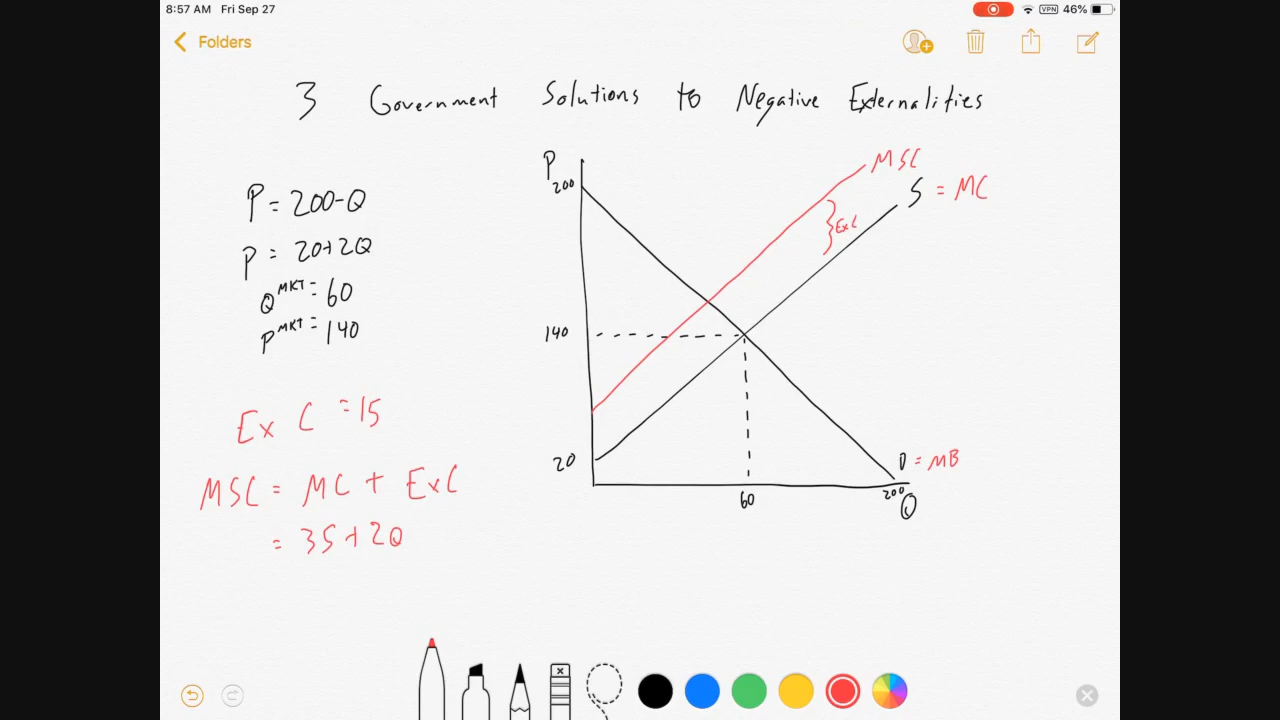 8:57 AM Fri Sep 27
VPN 46%
Folders
3 Government Solutions to Negative Externalities
P = 200-Q
P = 20+2Q
Q^MKT = 60
P^MKT = 140
Ex C = 15
MSC = MC + ExC
= 35+2Q
P
200
MSC
S = MC
ExC
140
20
D = MB
60
200
Q